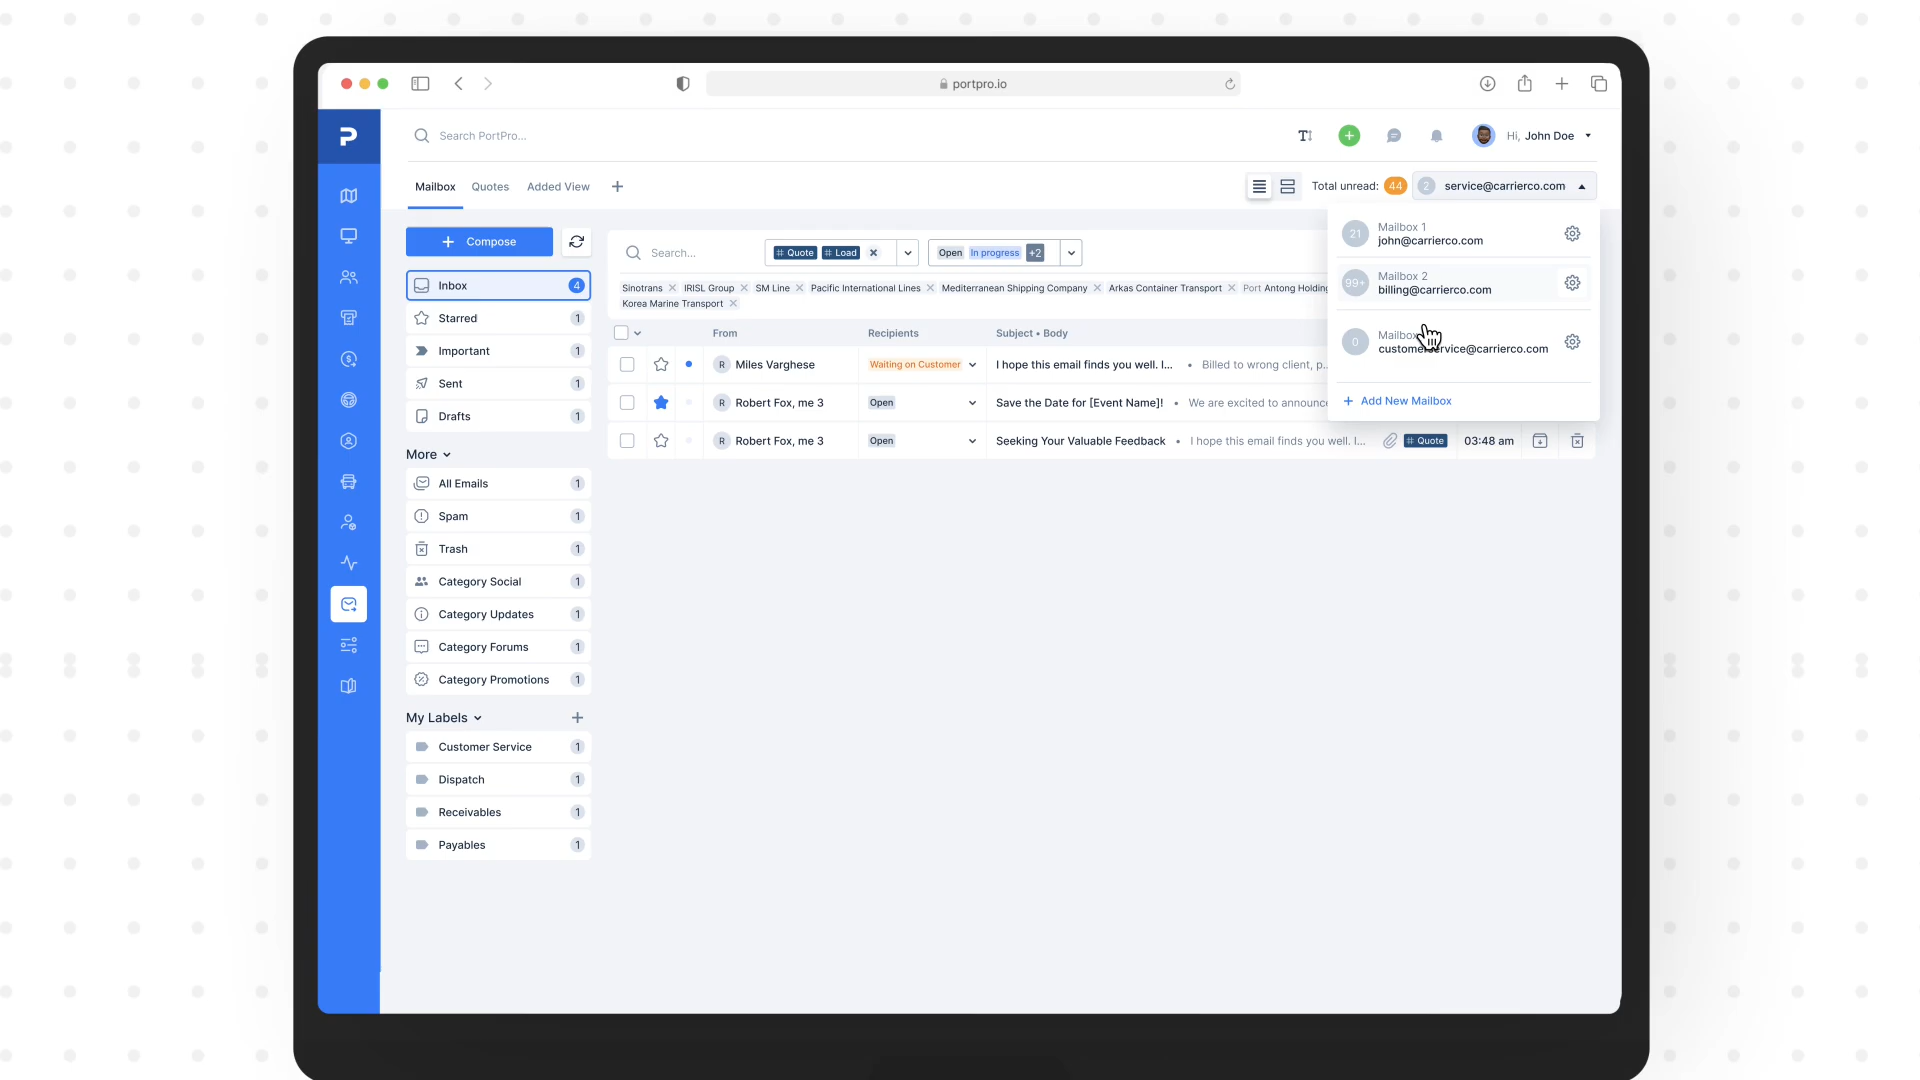 portpro.io
Search PortPro...
Hi, John Doe
Mailbox Quotes Added View
Total unread: 44 2 service@carrierco.com
Compose
Search...
# Quote # Load
Open In progress +2
21 Mailbox 1
john@carrierco.com
99+ Mailbox 2
billing@carrierco.com
0 Mailbox
service@carrierco.com
Add New Mailbox
Sinotrans IRISL Group SM Line Pacific International Lines Mediterranean Shipping Company Arkas Container Transport Port Antong Holding
Korea Marine Transport
From Recipients Subject • Body
R Miles Varghese Waiting on Customer I hope this email finds you well. I... • Billed to wrong client, p...
R Robert Fox, me 3 Open Save the Date for [Event Name]! • We are excited to announce
R Robert Fox, me 3 Open Seeking Your Valuable Feedback • I hope this email finds you well. I... # Quote 03:48 am
Inbox 4
Starred 1
Important 1
Sent 1
Drafts 1
More
All Emails 1
Spam 1
Trash 1
Category Social 1
Category Updates 1
Category Forums 1
Category Promotions 1
My Labels
Customer Service 1
Dispatch 1
Receivables 1
Payables 1